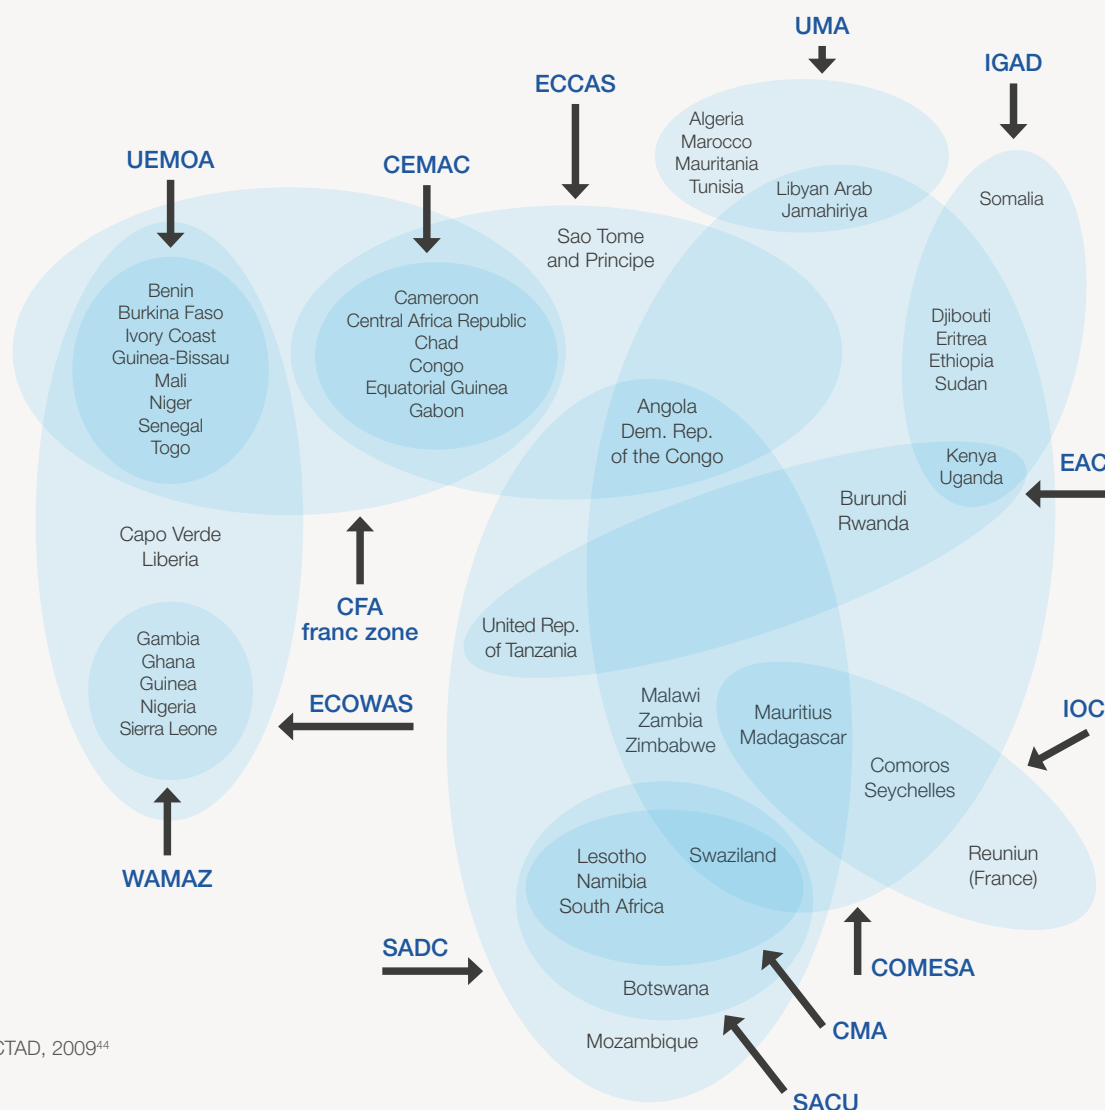 UMA
IGAD
ECCAS
UEMOA
CEMAC
Algeria
Marocco
Mauritania
Tunisia
Libyan Arab
Jamahiriya
Somalia
Sao Tome
and Principe
Benin
Burkina Faso
Ivory Coast
Guinea-Bissau
Mali
Niger
Senegal
Togo
Cameroon
Central Africa Republic
Chad
Congo
Equatorial Guinea
Gabon
Djibouti
Eritrea
Ethiopia
Sudan
Angola
Dem. Rep.
of the Congo
Kenya
Uganda
EAC
Burundi
Rwanda
Capo Verde
Liberia
CFA
franc zone
United Rep.
of Tanzania
Gambia
Ghana
Guinea
Nigeria
Sierra Leone
ECOWAS
Malawi
Zambia
Zimbabwe
Mauritius
Madagascar
IOC
Comoros
Seychelles
WAMAZ
Lesotho
Namibia
South Africa
Swaziland
Reuniun
(France)
SADC
COMESA
Botswana
CMA
Mozambique
CTAD, 2009⁴⁴
SACU